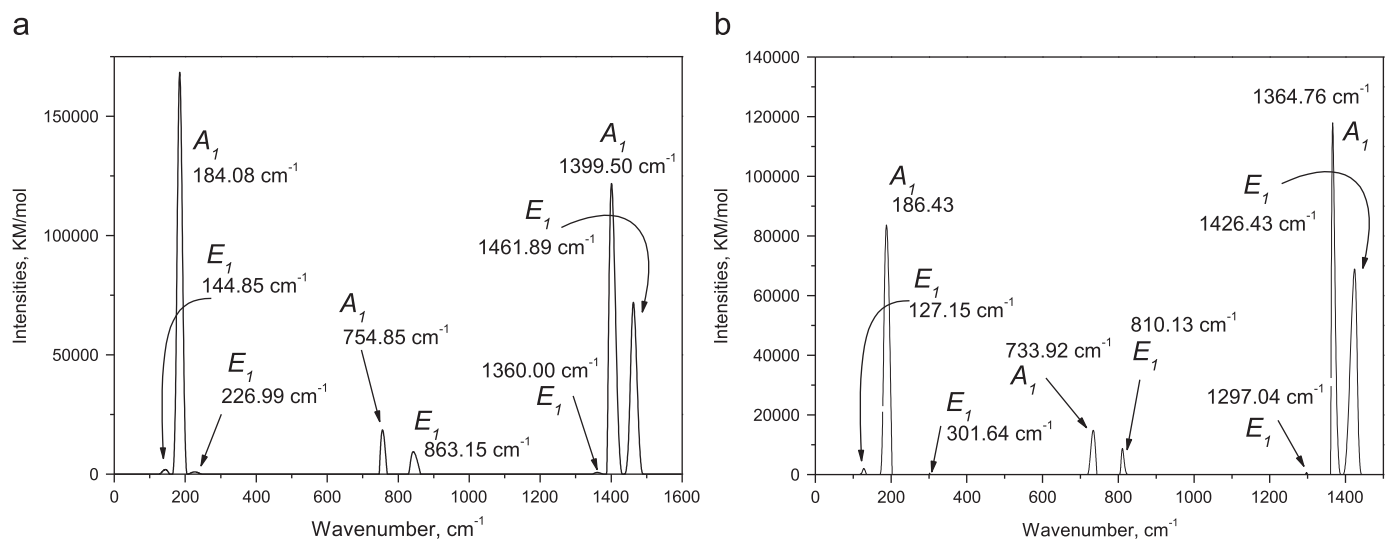 a
Intensities, KM/mol
150000
100000
50000
0
0 200 400 600 800 1000 1200 1400 1600
Wavenumber, cm⁻¹
A₁
184.08 cm⁻¹
E₁
144.85 cm⁻¹
E₁
226.99 cm⁻¹
A₁
754.85 cm⁻¹
E₁
863.15 cm⁻¹
1360.00 cm⁻¹
E₁
A₁
1399.50 cm⁻¹
E₁
1461.89 cm⁻¹
b
Intensities, KM/mol
140000
120000
100000
80000
60000
40000
20000
0
0 200 400 600 800 1000 1200 1400
Wavenumber, cm⁻¹
A₁
186.43
E₁
127.15 cm⁻¹
E₁
301.64 cm⁻¹
733.92 cm⁻¹
A₁
810.13 cm⁻¹
E₁
1297.04 cm⁻¹
E₁
1364.76 cm⁻¹
A₁
E₁
1426.43 cm⁻¹